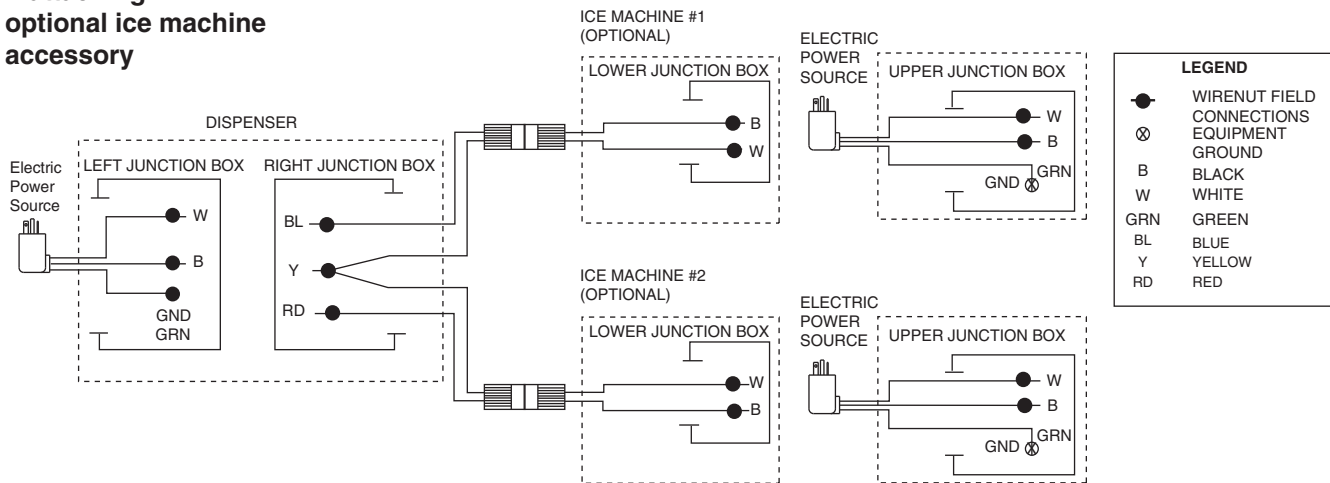 optional ice machine
accessory
DISPENSER
Electric
Power
Source
LEFT JUNCTION BOX
W
B
GND
GRN
RIGHT JUNCTION BOX
BL
Y
RD
ICE MACHINE #1
(OPTIONAL)
LOWER JUNCTION BOX
B
W
ELECTRIC
POWER
SOURCE
UPPER JUNCTION BOX
W
B
GRN
GND
ICE MACHINE #2
(OPTIONAL)
LOWER JUNCTION BOX
W
B
ELECTRIC
POWER
SOURCE
UPPER JUNCTION BOX
W
B
GRN
GND
LEGEND
WIRENUT FIELD
CONNECTIONS
EQUIPMENT
GROUND
B BLACK
W WHITE
GRN GREEN
BL BLUE
Y YELLOW
RD RED